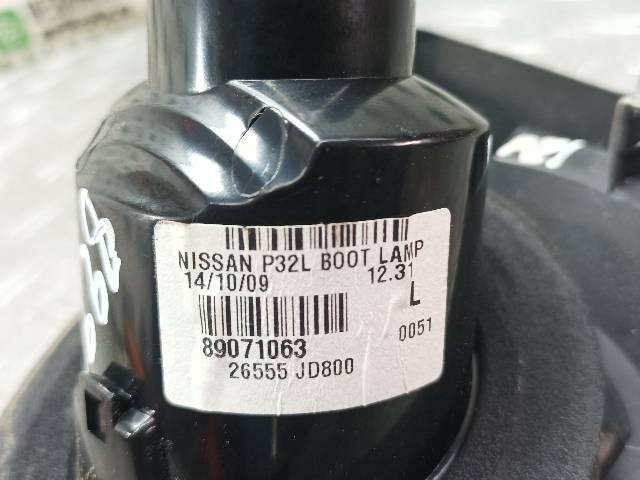 NISSAN P32L BOOT LAMP
14/10/09 12.31
L
89071063 0051
26555 JD800